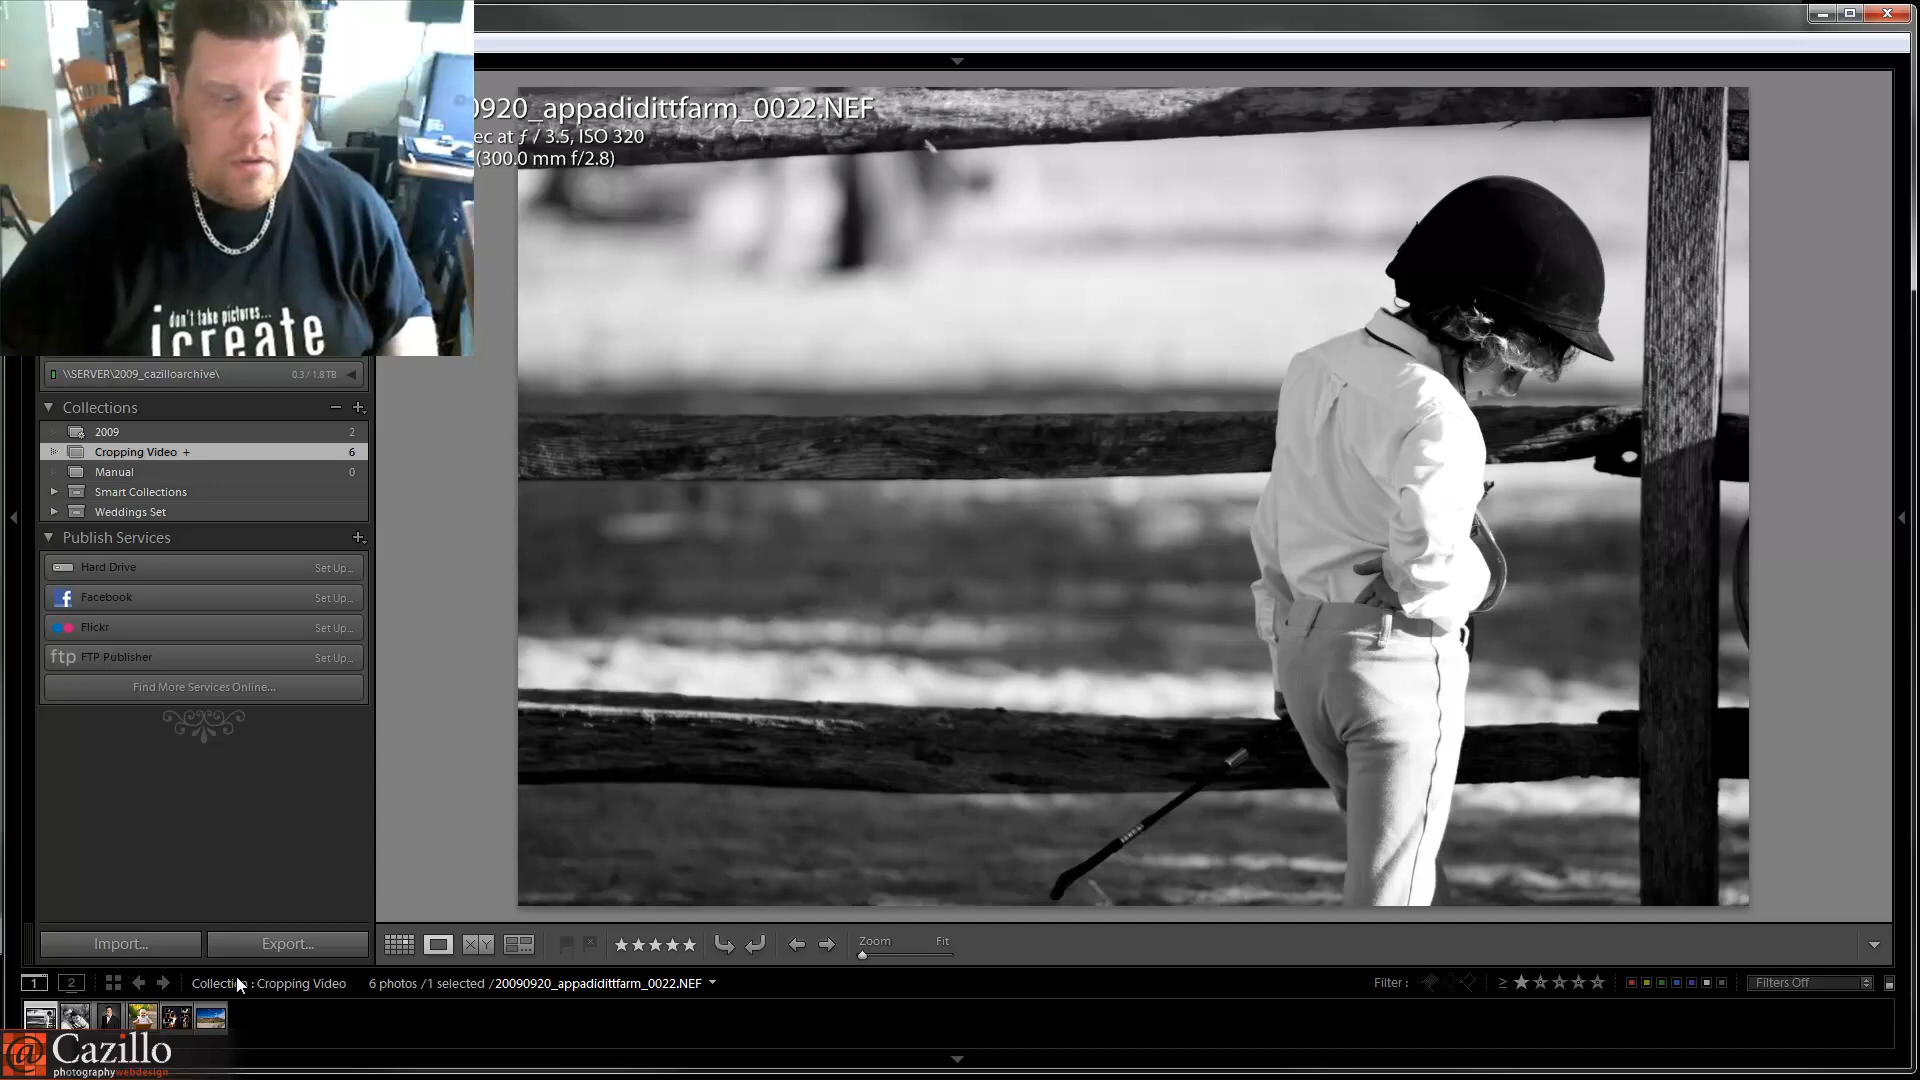 0920_appadidittfarm_0022.NEF
ec at ƒ / 3.5, ISO 320
(300.0 mm f/2.8)
don't take pictures...
icreate
\\SERVER\2009_cazilloarchive\ 0.3 / 1.8 TB
Collections
2009 2
Cropping Video + 6
Manual 0
Smart Collections
Weddings Set
Publish Services
Hard Drive Set Up...
f Facebook Set Up...
Flickr Set Up...
ftp FTP Publisher Set Up...
Find More Services Online...
Import... Export...
X Y
Zoom Fit
1 2 Collection : Cropping Video 6 photos /1 selected /20090920_appadidittfarm_0022.NEF Filter : ≥ Filters Off
@ Cazillo
photographywebdesign